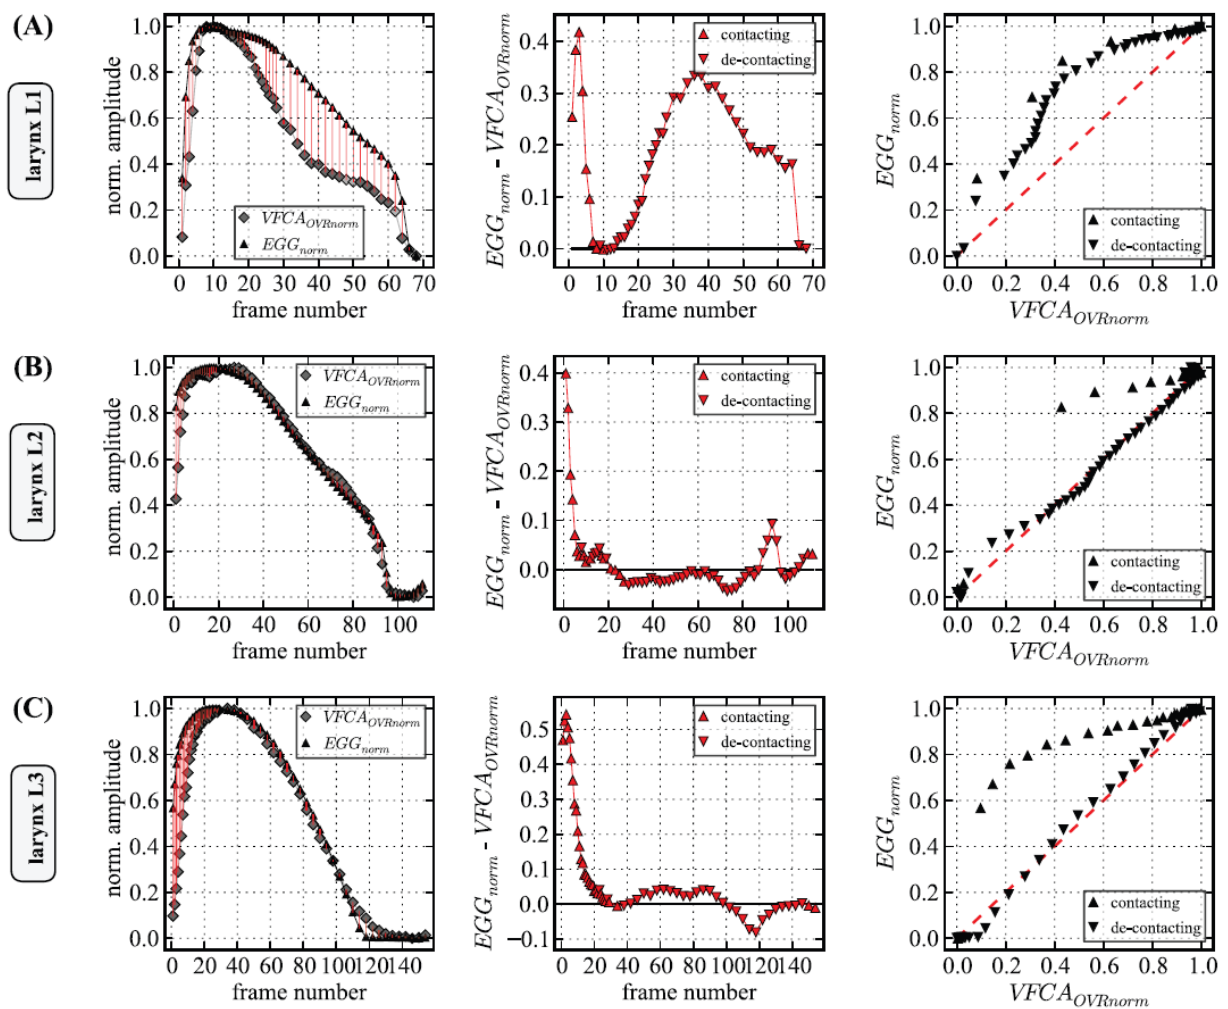 (A)
larynx L1
norm. amplitude
1.0
0.8
0.6
0.4
0.2
0.0
VFCA_OVRnorm
EGG_norm
0 10 20 30 40 50 60 70
frame number
EGG_norm - VFCA_OVRnorm
0.4
0.3
0.2
0.1
0.0
contacting
de-contacting
0 10 20 30 40 50 60 70
frame number
EGG_norm
1.0
0.8
0.6
0.4
0.2
0.0
contacting
de-contacting
0.0 0.2 0.4 0.6 0.8 1.0
VFCA_OVRnorm
(B)
larynx L2
norm. amplitude
1.0
0.8
0.6
0.4
0.2
0.0
VFCA_OVRnorm
EGG_norm
0 20 40 60 80 100
frame number
EGG_norm - VFCA_OVRnorm
0.4
0.3
0.2
0.1
0.0
contacting
de-contacting
0 20 40 60 80 100
frame number
EGG_norm
1.0
0.8
0.6
0.4
0.2
0.0
contacting
de-contacting
0.0 0.2 0.4 0.6 0.8 1.0
VFCA_OVRnorm
(C)
larynx L3
norm. amplitude
1.0
0.8
0.6
0.4
0.2
0.0
VFCA_OVRnorm
EGG_norm
0 20 40 60 80 100 120 140
frame number
EGG_norm - VFCA_OVRnorm
0.5
0.4
0.3
0.2
0.1
0.0
−0.1
contacting
de-contacting
0 20 40 60 80 100 120 140
frame number
EGG_norm
1.0
0.8
0.6
0.4
0.2
0.0
contacting
de-contacting
0.0 0.2 0.4 0.6 0.8 1.0
VFCA_OVRnorm